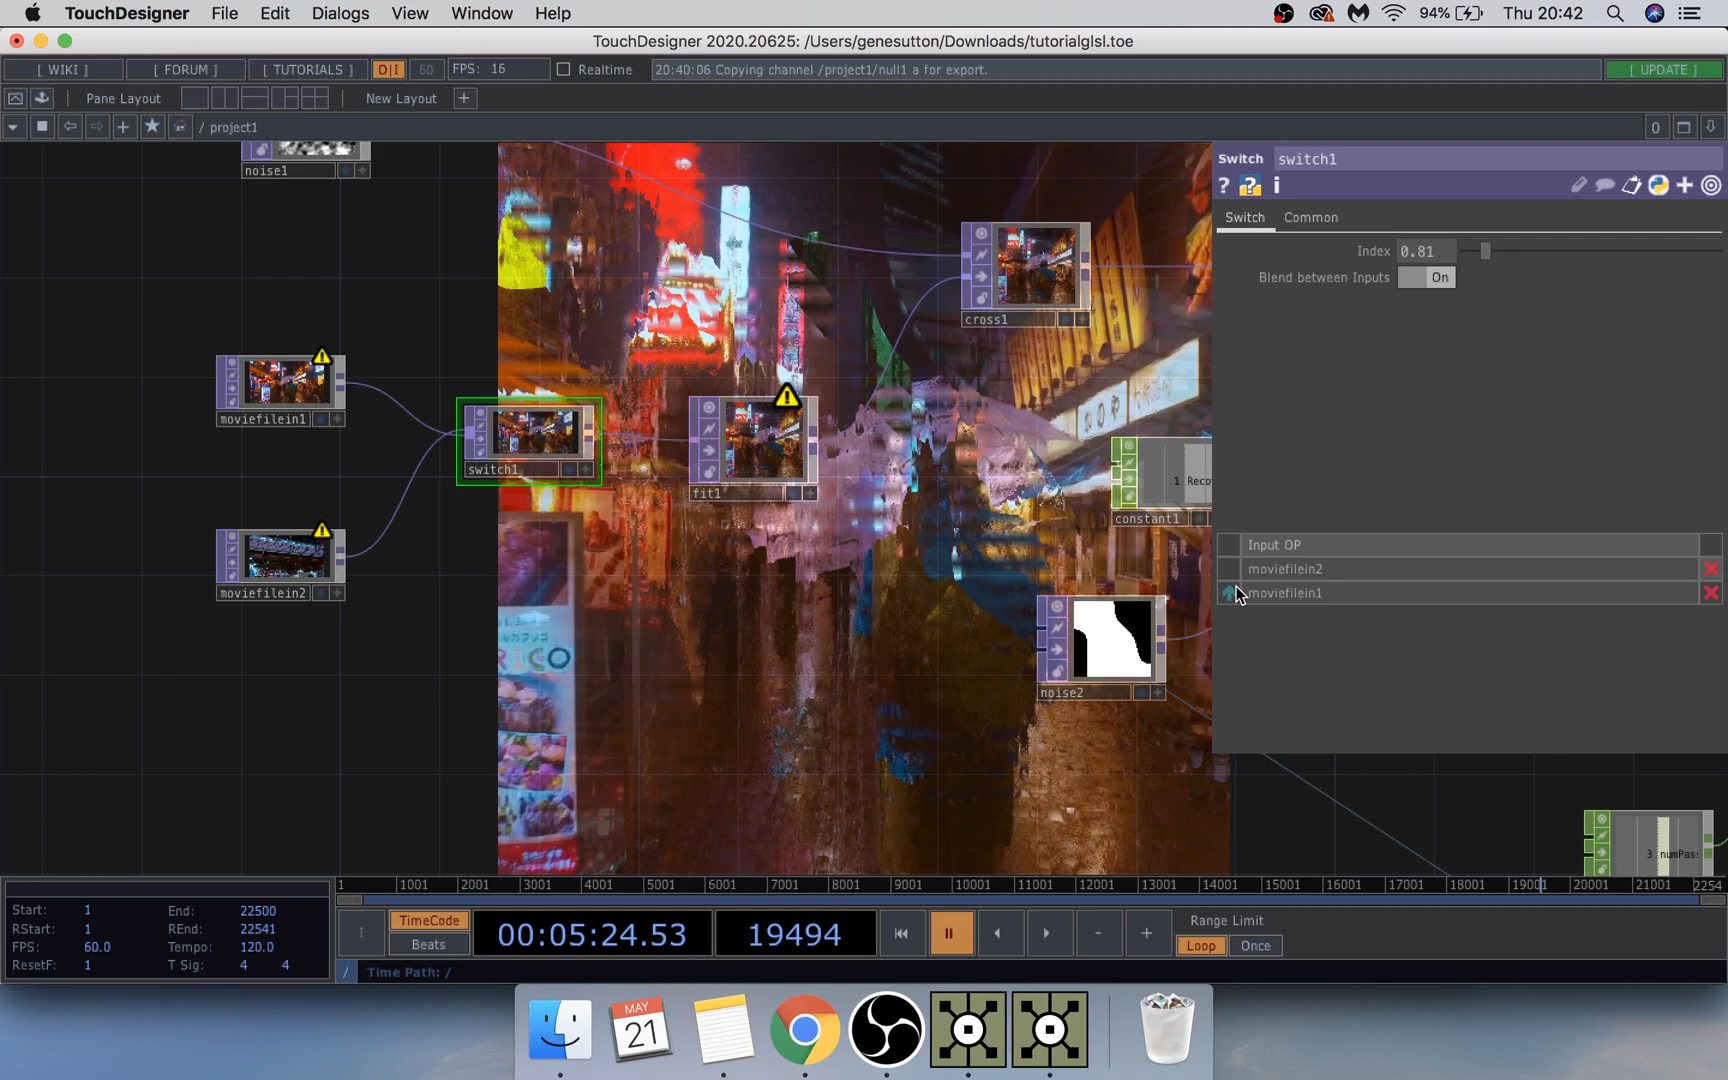 TouchDesigner File Edit Dialogs View Window Help 94% Thu 20:42
TouchDesigner 2020.20625: /Users/genesutton/Downloads/tutorialglsl.toe
[ WIKI ] [ FORUM ] [ TUTORIALS ] O|I 60 FPS: 16 Realtime 20:40:06 Copying channel /project1/null1 a for export. [ UPDATE ]
Pane Layout New Layout +
/ project1 0
noise1
Switch switch1
? ? i
Switch Common
Index 0.81
Blend between Inputs On
cross1
moviefilein1
switch1
fit1
1 Reco
constant1
Input OP
moviefilein2
moviefilein1
moviefilein2
noise2
RICO
3 numPas
1 1001 2001 3001 4001 5001 6001 7001 8001 9001 10001 11001 12001 13001 14001 15001 16001 17001 18001 19001 20001 21001 2254
Start: 1 End: 22500
RStart: 1 REnd: 22541
FPS: 60.0 Tempo: 120.0
ResetF: 1 T Sig: 4 4
TimeCode
Beats
00:05:24.53 19494
- +
Range Limit
Loop Once
/ Time Path: /
MAY
21